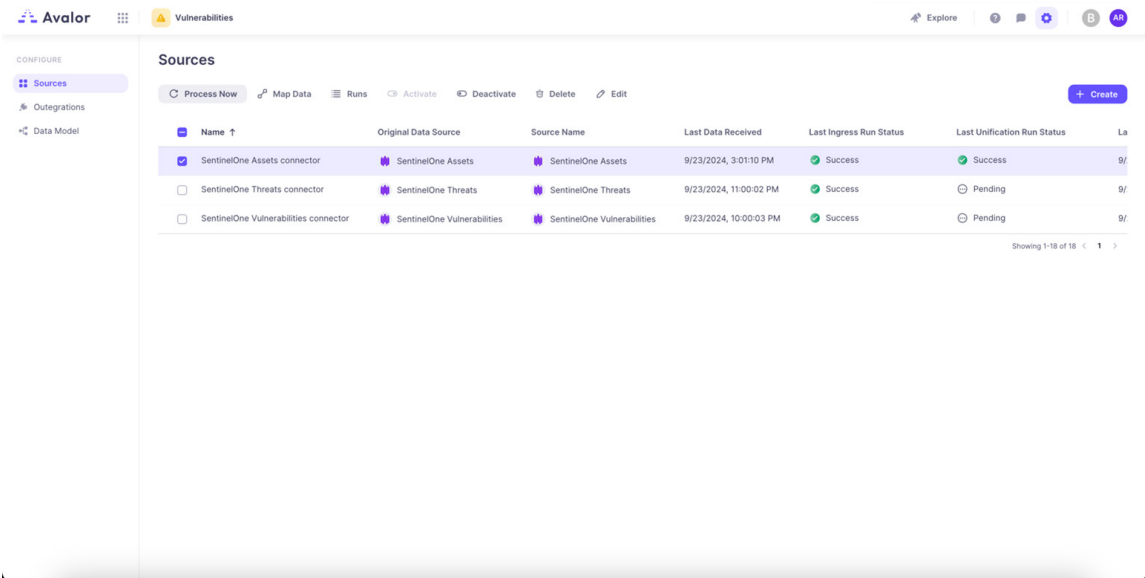 Avalor
Vulnerabilities
Explore
B
AR
CONFIGURE
Sources
Outegrations
Data Model
Sources
Process Now Map Data Runs Activate Deactivate Delete Edit
+ Create
Name ↑ Original Data Source Source Name Last Data Received Last Ingress Run Status Last Unification Run Status La
SentinelOne Assets connector SentinelOne Assets SentinelOne Assets 9/23/2024, 3:01:10 PM Success Success 9/
SentinelOne Threats connector SentinelOne Threats SentinelOne Threats 9/23/2024, 11:00:02 PM Success Pending 9/
SentinelOne Vulnerabilities connector SentinelOne Vulnerabilities SentinelOne Vulnerabilities 9/23/2024, 10:00:03 PM Success Pending 9/
Showing 1-18 of 18 < 1 >